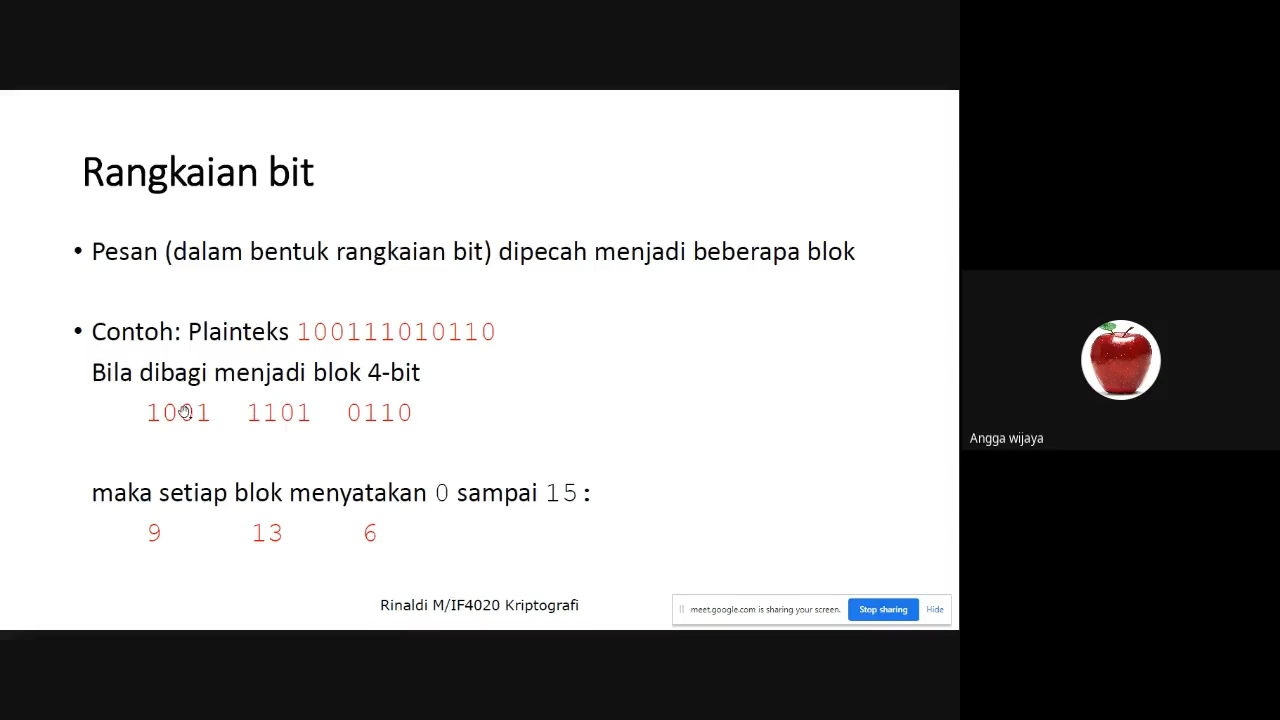 Rangkaian bit
• Pesan (dalam bentuk rangkaian bit) dipecah menjadi beberapa blok
• Contoh: Plainteks 100111010110
Bila dibagi menjadi blok 4-bit
1001 1101 0110
maka setiap blok menyatakan 0 sampai 15:
9 13 6
Rinaldi M/IF4020 Kriptografi
meet.google.com is sharing your screen. Stop sharing Hide
Angga wijaya